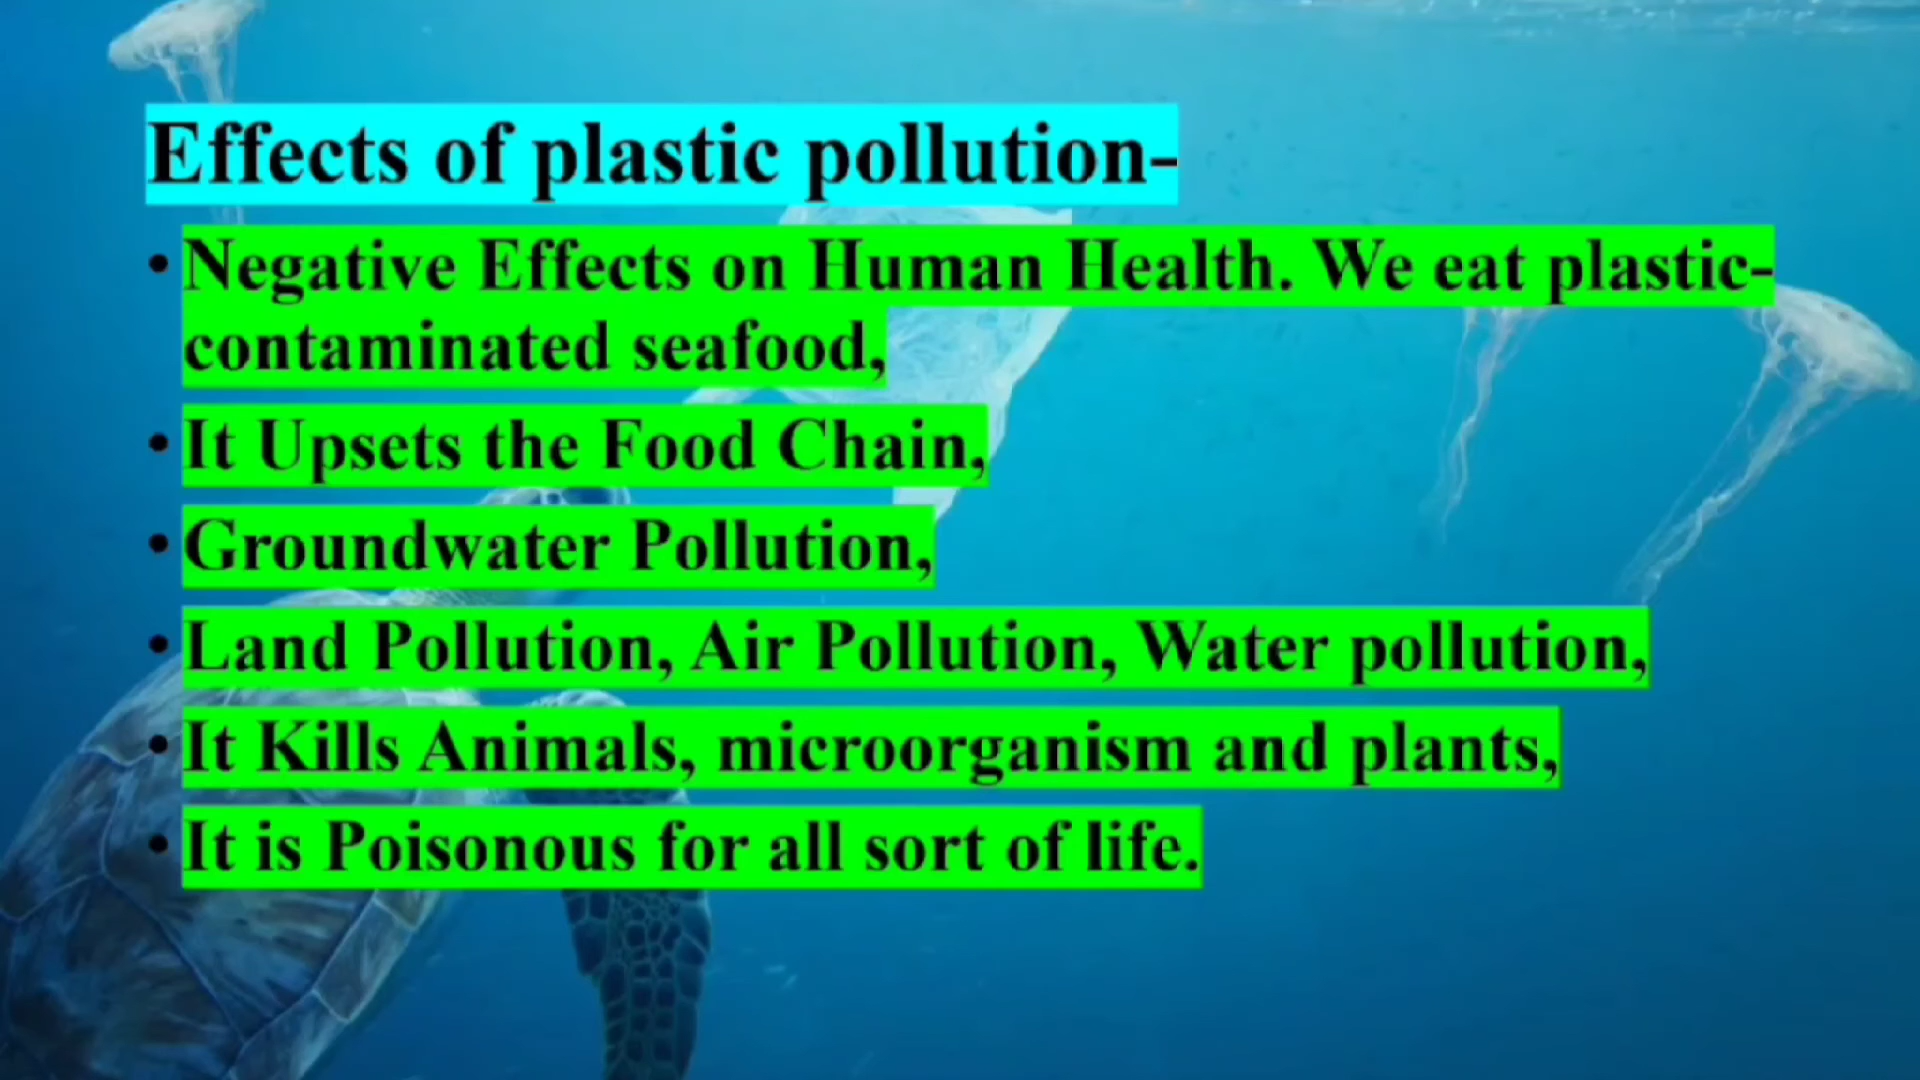 Effects of plastic pollution-
• Negative Effects on Human Health. We eat plastic-
contaminated seafood,
• It Upsets the Food Chain,
• Groundwater Pollution,
• Land Pollution, Air Pollution, Water pollution,
• It Kills Animals, microorganism and plants,
• It is Poisonous for all sort of life.